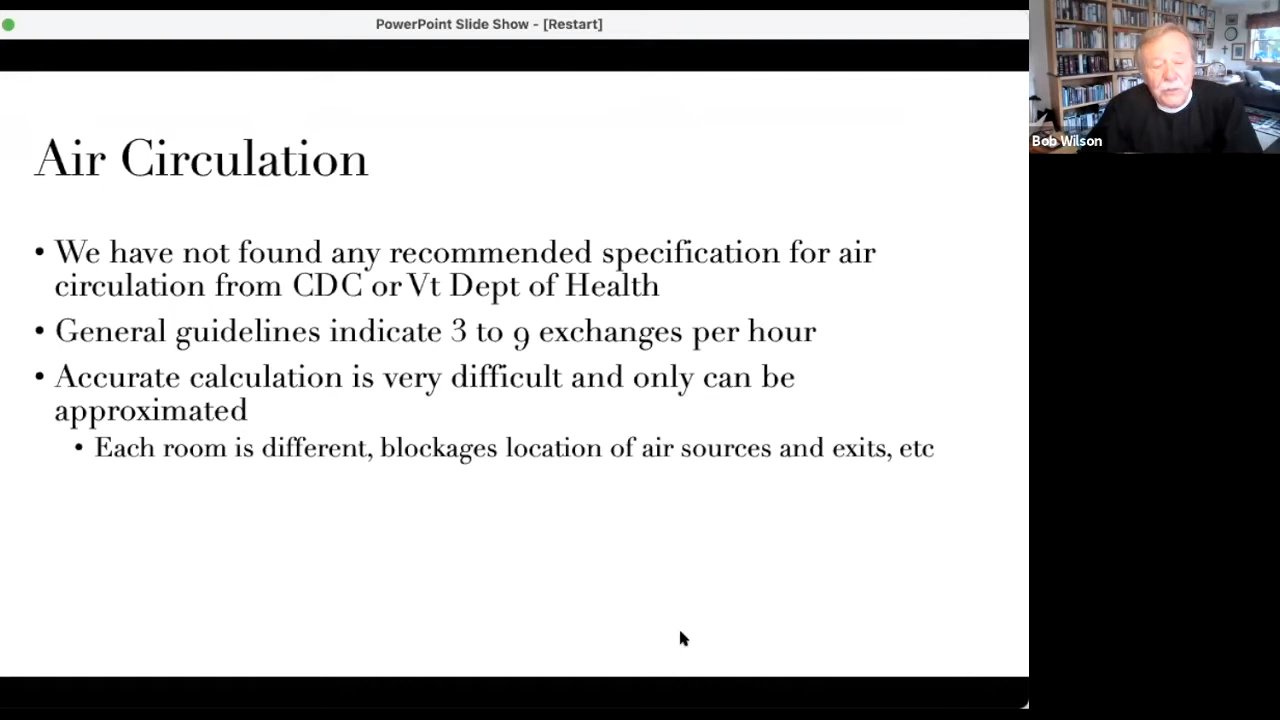 PowerPoint Slide Show - [Restart]
Air Circulation
• We have not found any recommended specification for air
circulation from CDC or Vt Dept of Health
• General guidelines indicate 3 to 9 exchanges per hour
• Accurate calculation is very difficult and only can be
approximated
• Each room is different, blockages location of air sources and exits, etc
Bob Wilson